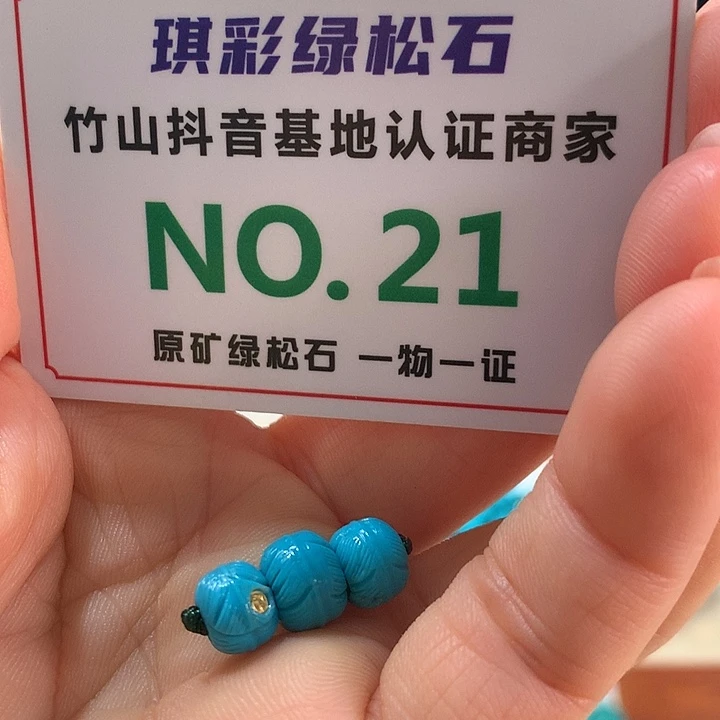 琪彩绿松石
竹山抖音基地认证商家
NO.21
原矿绿松石 一物一证